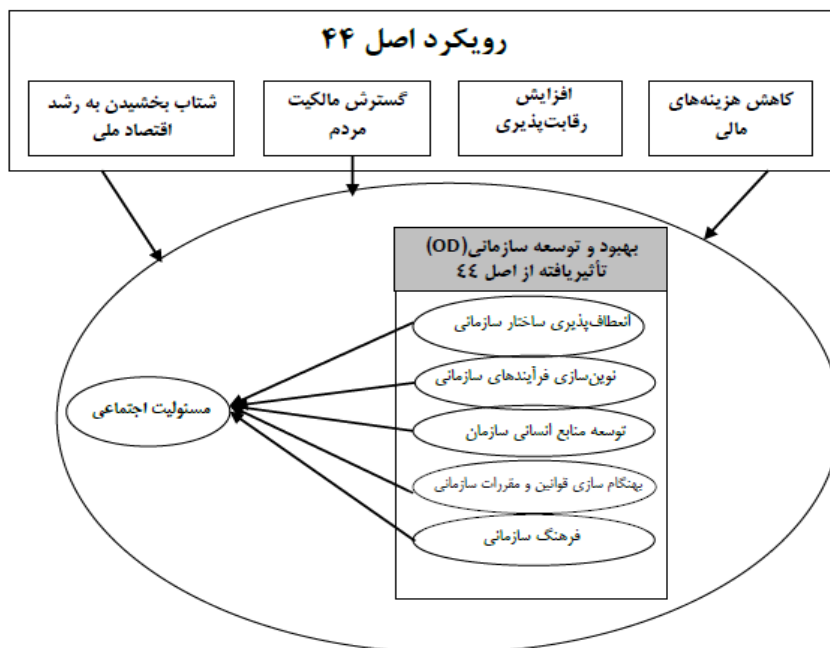 رویکرد اصل ۴۴
کاهش هزینه‌های
مالی
افزایش
رقابت‌پذیری
گسترش مالکیت
مردم
شتاب بخشیدن به رشد
اقتصاد ملی
بهبود و توسعه سازمانی(OD)
تأثیریافته از اصل ٤٤
انعطاف‌پذیری ساختار سازمانی
نوین‌سازی فرآیندهای سازمانی
توسعه منابع انسانی سازمان
بهنگام سازی قوانین و مقررات سازمانی
فرهنگ سازمانی
مسئولیت اجتماعی